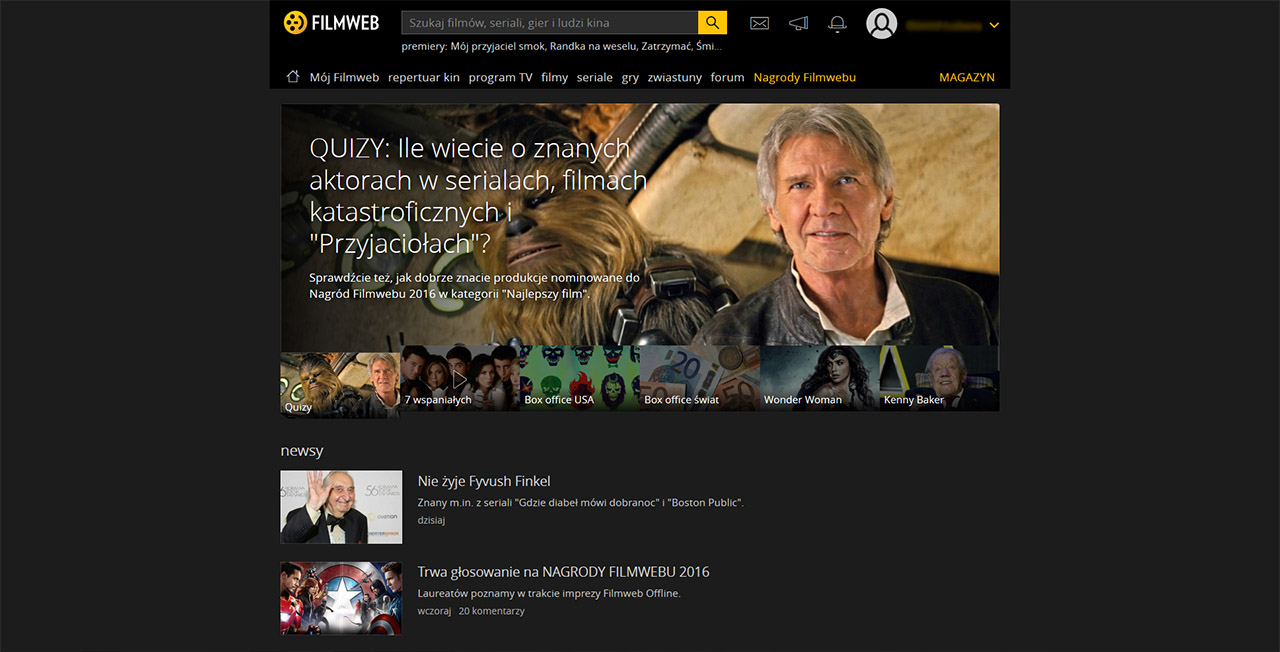 FILMWEB
Szukaj filmów, seriali, gier i ludzi kina
premiery: Mój przyjaciel smok, Randka na weselu, Zatrzymać, Śmi...
Mój Filmweb repertuar kin program TV filmy seriale gry zwiastuny forum Nagrody Filmwebu MAGAZYN
QUIZY: Ile wiecie o znanych
aktorach w serialach, filmach
katastroficznych i
"Przyjaciołach"?
Sprawdźcie też, jak dobrze znacie produkcje nominowane do
Nagród Filmwebu 2016 w kategorii "Najlepszy film".
Quizy
7 wspaniałych
Box office USA
Box office świat
Wonder Woman
Kenny Baker
newsy
Nie żyje Fyvush Finkel
Znany m.in. z seriali "Gdzie diabeł mówi dobranoc" i "Boston Public".
dzisiaj
Trwa głosowanie na NAGRODY FILMWEBU 2016
Laureatów poznamy w trakcie imprezy Filmweb Offline.
wczoraj 20 komentarzy